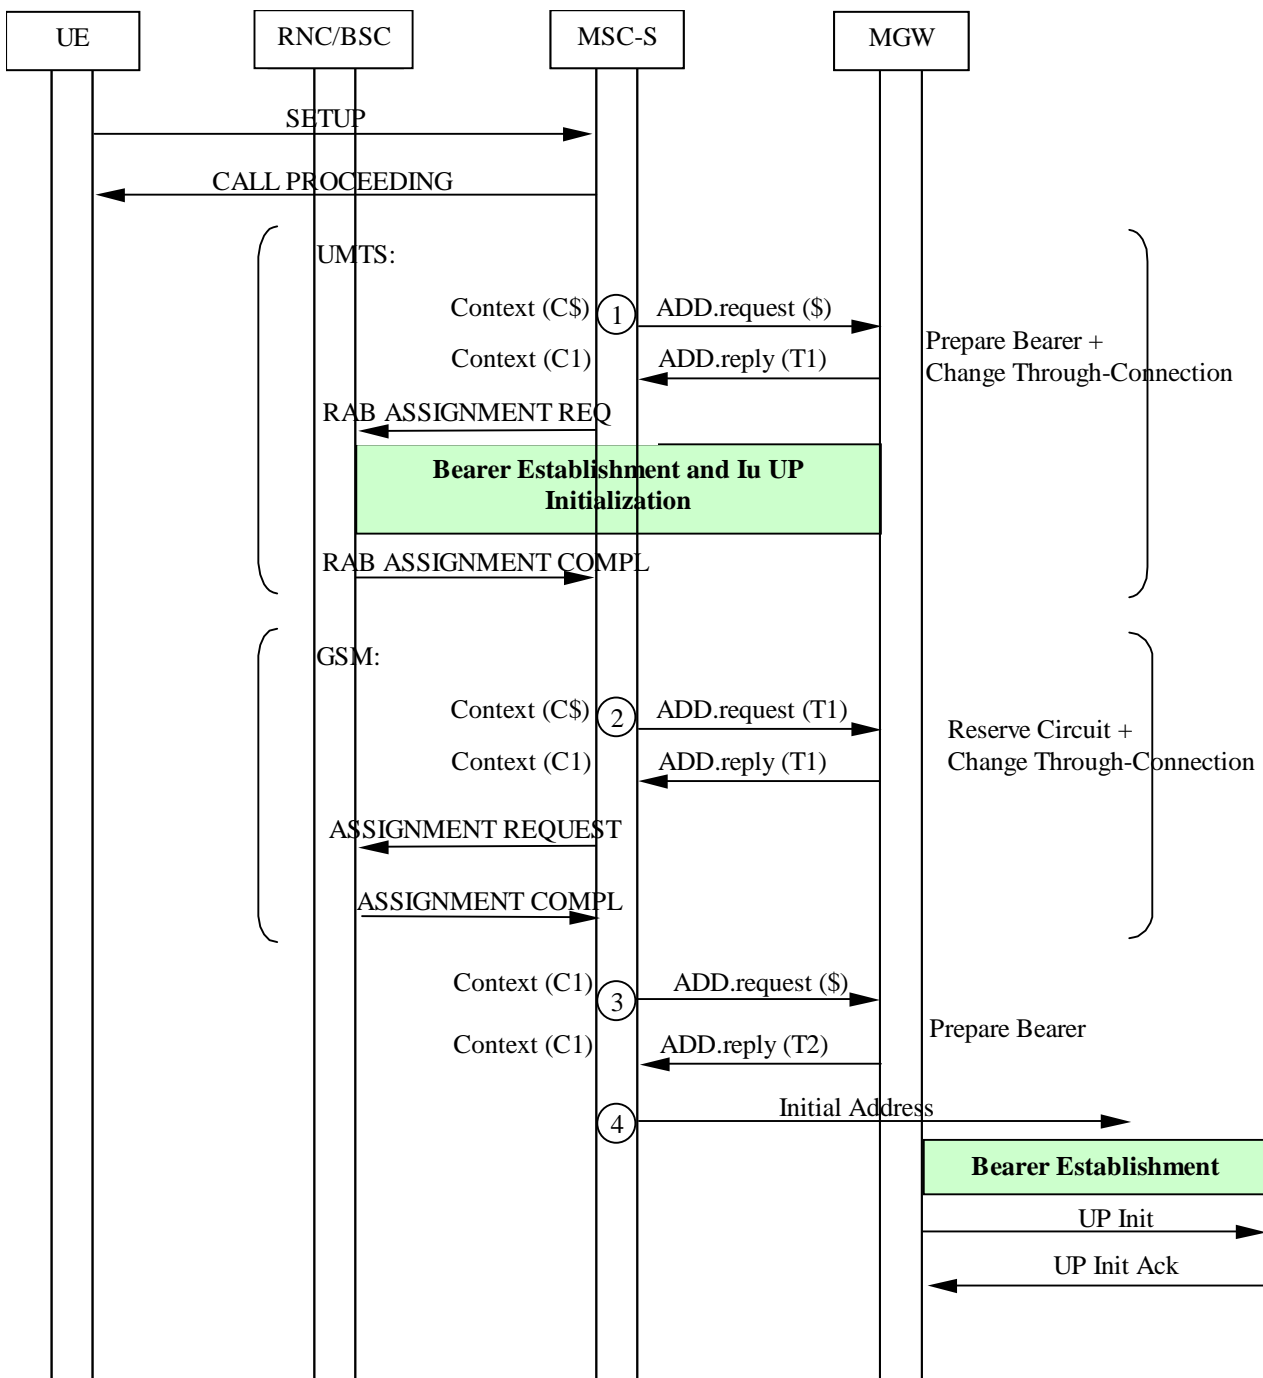 UE RNC/BSC MSC-S MGW
SETUP
CALL PROCEEDING
UMTS:
Context (C$) 1 ADD.request ($)
Context (C1) ADD.reply (T1)
Prepare Bearer +
Change Through-Connection
RAB ASSIGNMENT REQ
Bearer Establishment and Iu UP
Initialization
RAB ASSIGNMENT COMPL
GSM:
Context (C$) 2 ADD.request (T1)
Context (C1) ADD.reply (T1)
Reserve Circuit +
Change Through-Connection
ASSIGNMENT REQUEST
ASSIGNMENT COMPL
Context (C1) 3 ADD.request ($)
Prepare Bearer
Context (C1) ADD.reply (T2)
4 Initial Address
Bearer Establishment
UP Init
UP Init Ack